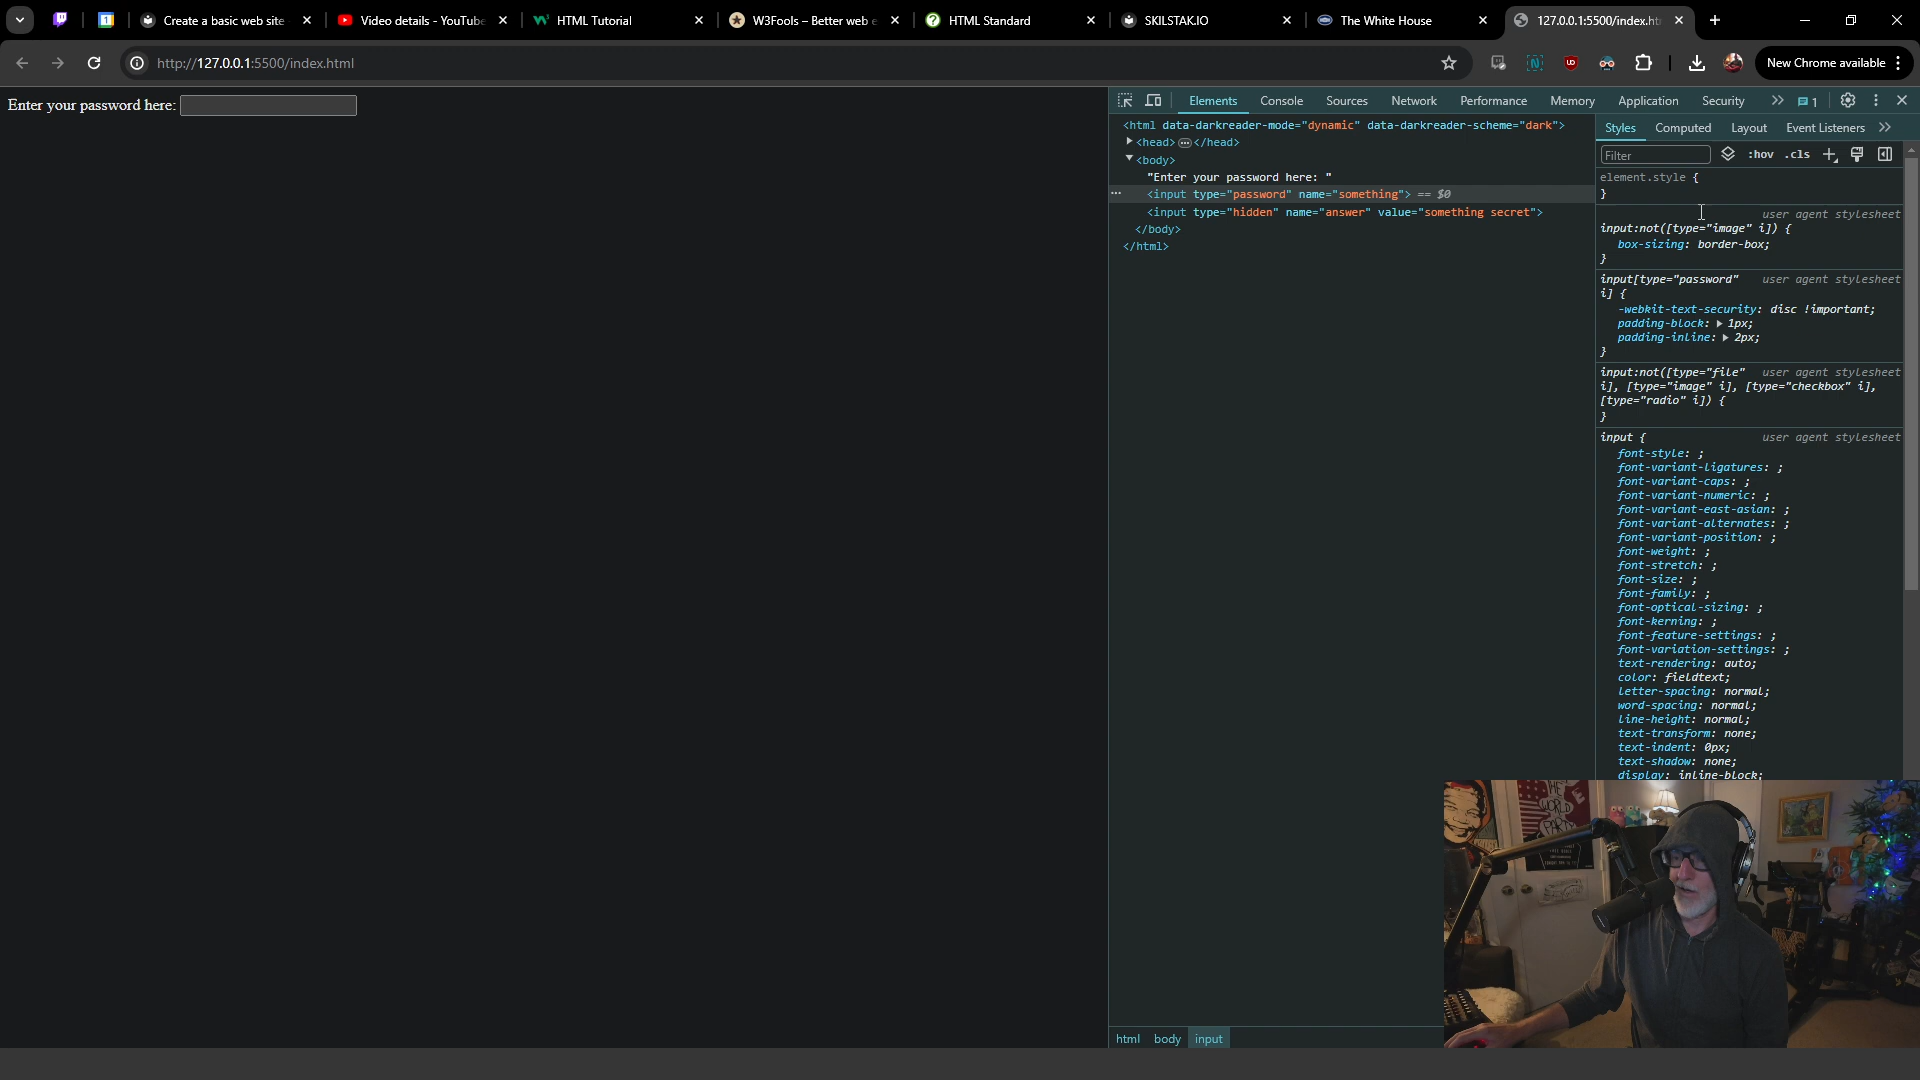 Create a basic web site
Video details - YouTube
HTML Tutorial
W3Fools – Better web e
HTML Standard
SKILSTAK.IO
The White House
127.0.0.1:5500/index.ht
http://127.0.0.1:5500/index.html
New Chrome available
Enter your password here:
Elements Console Sources Network Performance Memory Application Security 1
<html data-darkreader-mode="dynamic" data-darkreader-scheme="dark">
<head> </head>
<body>
"Enter your password here: "
<input type="password" name="something"> == $0
<input type="hidden" name="answer" value="something secret">
</body>
</html>
Styles Computed Layout Event Listeners
Filter :hov .cls
element.style {
}
user agent stylesheet
input:not([type="image" i]) {
box-sizing: border-box;
}
input[type="password" user agent stylesheet
i] {
-webkit-text-security: disc !important;
padding-block: 1px;
padding-inline: 2px;
}
input:not([type="file" user agent stylesheet
i], [type="image" i], [type="checkbox" i],
[type="radio" i]) {
}
input { user agent stylesheet
font-style: ;
font-variant-ligatures: ;
font-variant-caps: ;
font-variant-numeric: ;
font-variant-east-asian: ;
font-variant-alternates: ;
font-variant-position: ;
font-weight: ;
font-stretch: ;
font-size: ;
font-family: ;
font-optical-sizing: ;
font-kerning: ;
font-feature-settings: ;
font-variation-settings: ;
text-rendering: auto;
color: fieldtext;
letter-spacing: normal;
word-spacing: normal;
line-height: normal;
text-transform: none;
text-indent: 0px;
text-shadow: none;
display: inline-block;
THE
WORLD
PARTY
html body input